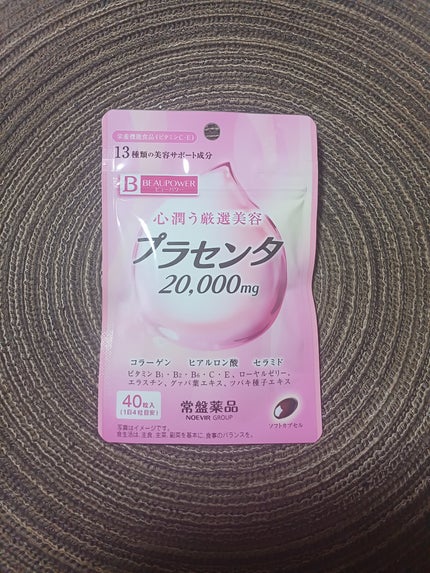 栄養機能食品(ビタミンC・E)
13種類の美容サポート成分
B BEAUPOWER
ビューパワー
心潤う厳選美容
プラセンタ
20,000mg
コラーゲン ヒアルロン酸 セラミド
ビタミンB1・B2・B6・C・E、ローヤルゼリー、
エラスチン、グァバ葉エキス、ツバキ種子エキス
40粒入
(1日4粒目安)
常盤薬品
NOEVIR GROUP
ソフトカプセル
写真はイメージです。
食生活は、主食、主菜、副菜を基本に、食事のバランスを。